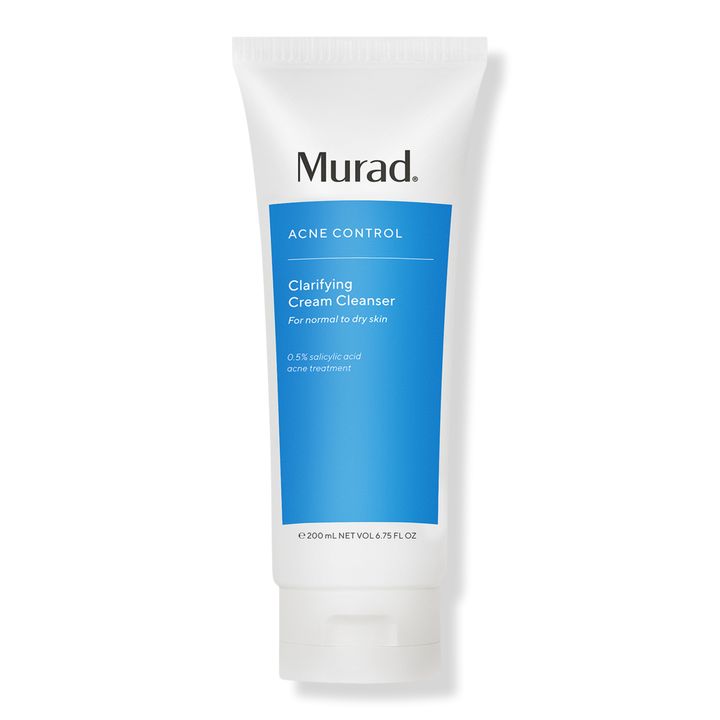 Murad®
ACNE CONTROL
Clarifying
Cream Cleanser
For normal to dry skin
0.5% salicylic acid
acne treatment
℮ 200 mL NET VOL 6.75 FL OZ